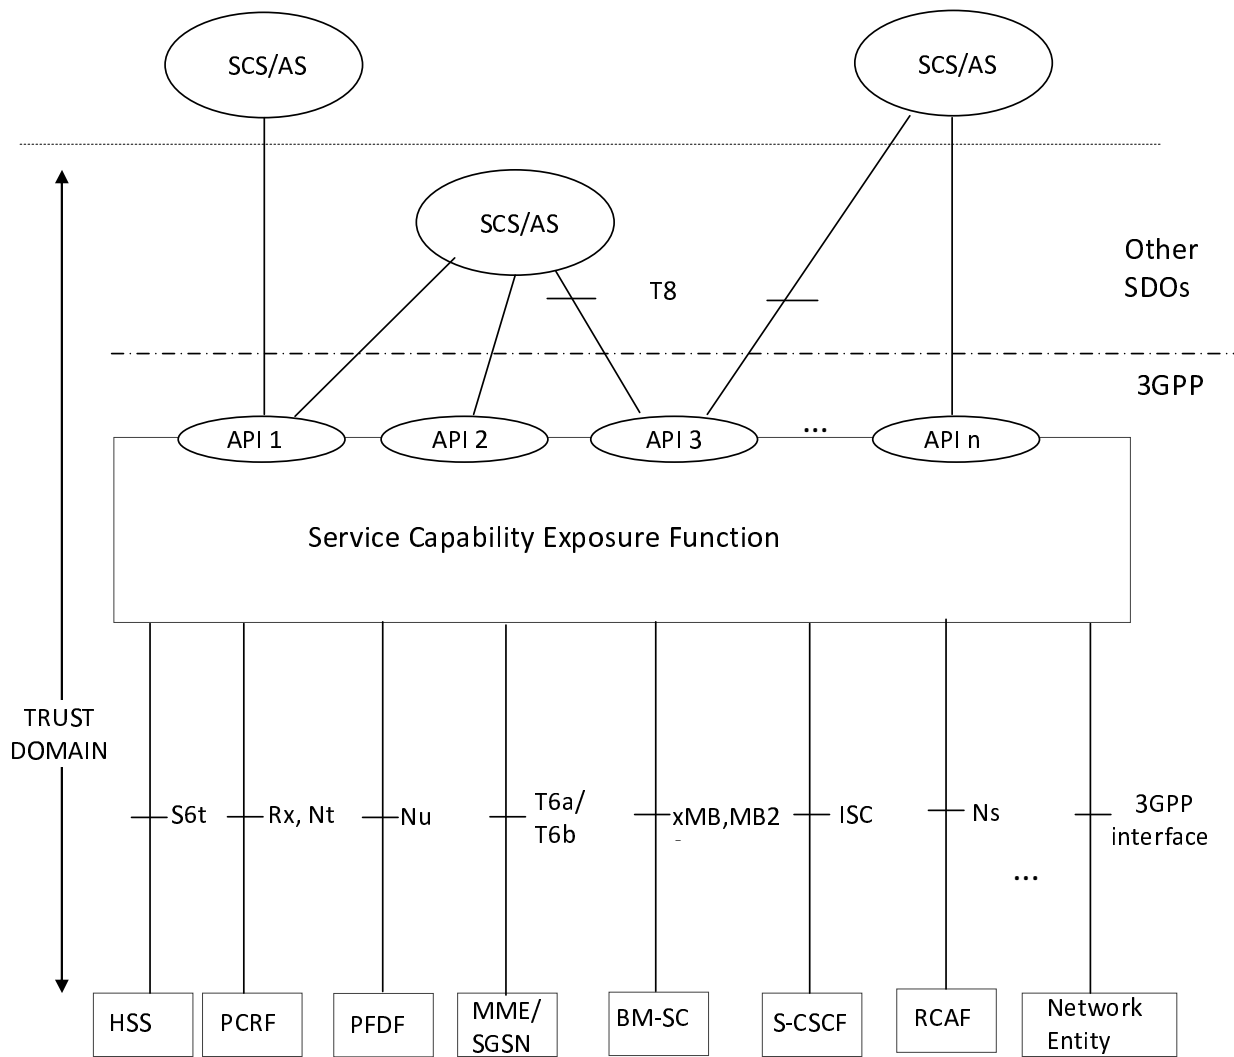 SCS/AS
SCS/AS
SCS/AS
T8
Other
SDOs
3GPP
API 1
API 2
API 3
...
API n
Service Capability Exposure Function
TRUST
DOMAIN
S6t
Rx, Nt
Nu
T6a/
T6b
xMB,MB2
ISC
Ns
3GPP
interface
...
HSS
PCRF
PFDF
MME/
SGSN
BM-SC
S-CSCF
RCAF
Network
Entity